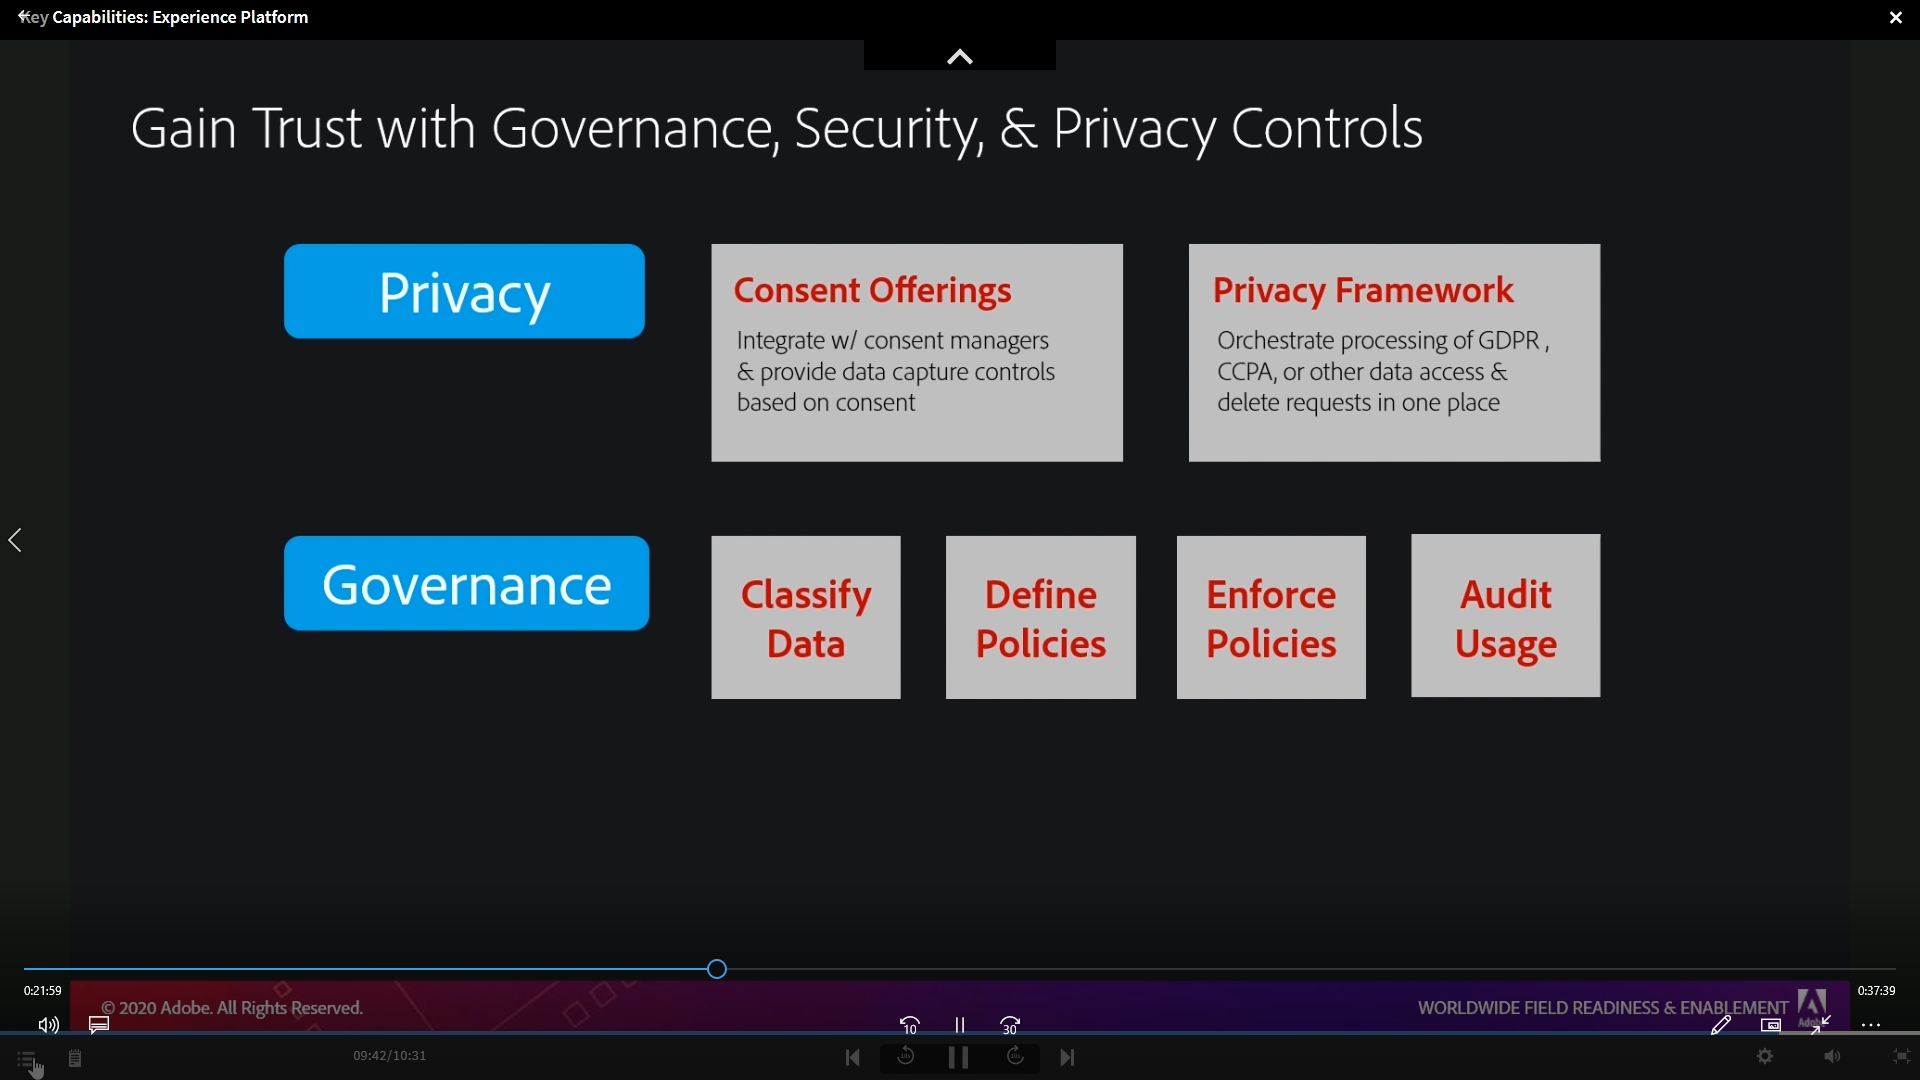 Key Capabilities: Experience Platform
Gain Trust with Governance, Security, & Privacy Controls
Privacy
Consent Offerings
Integrate w/ consent managers
& provide data capture controls
based on consent
Privacy Framework
Orchestrate processing of GDPR ,
CCPA, or other data access &
delete requests in one place
Governance
Classify
Data
Define
Policies
Enforce
Policies
Audit
Usage
0:21:59
0:37:39
© 2020 Adobe. All Rights Reserved.
WORLDWIDE FIELD READINESS & ENABLEMENT
Adobe
10
30
09:42/10:31
10s
10s